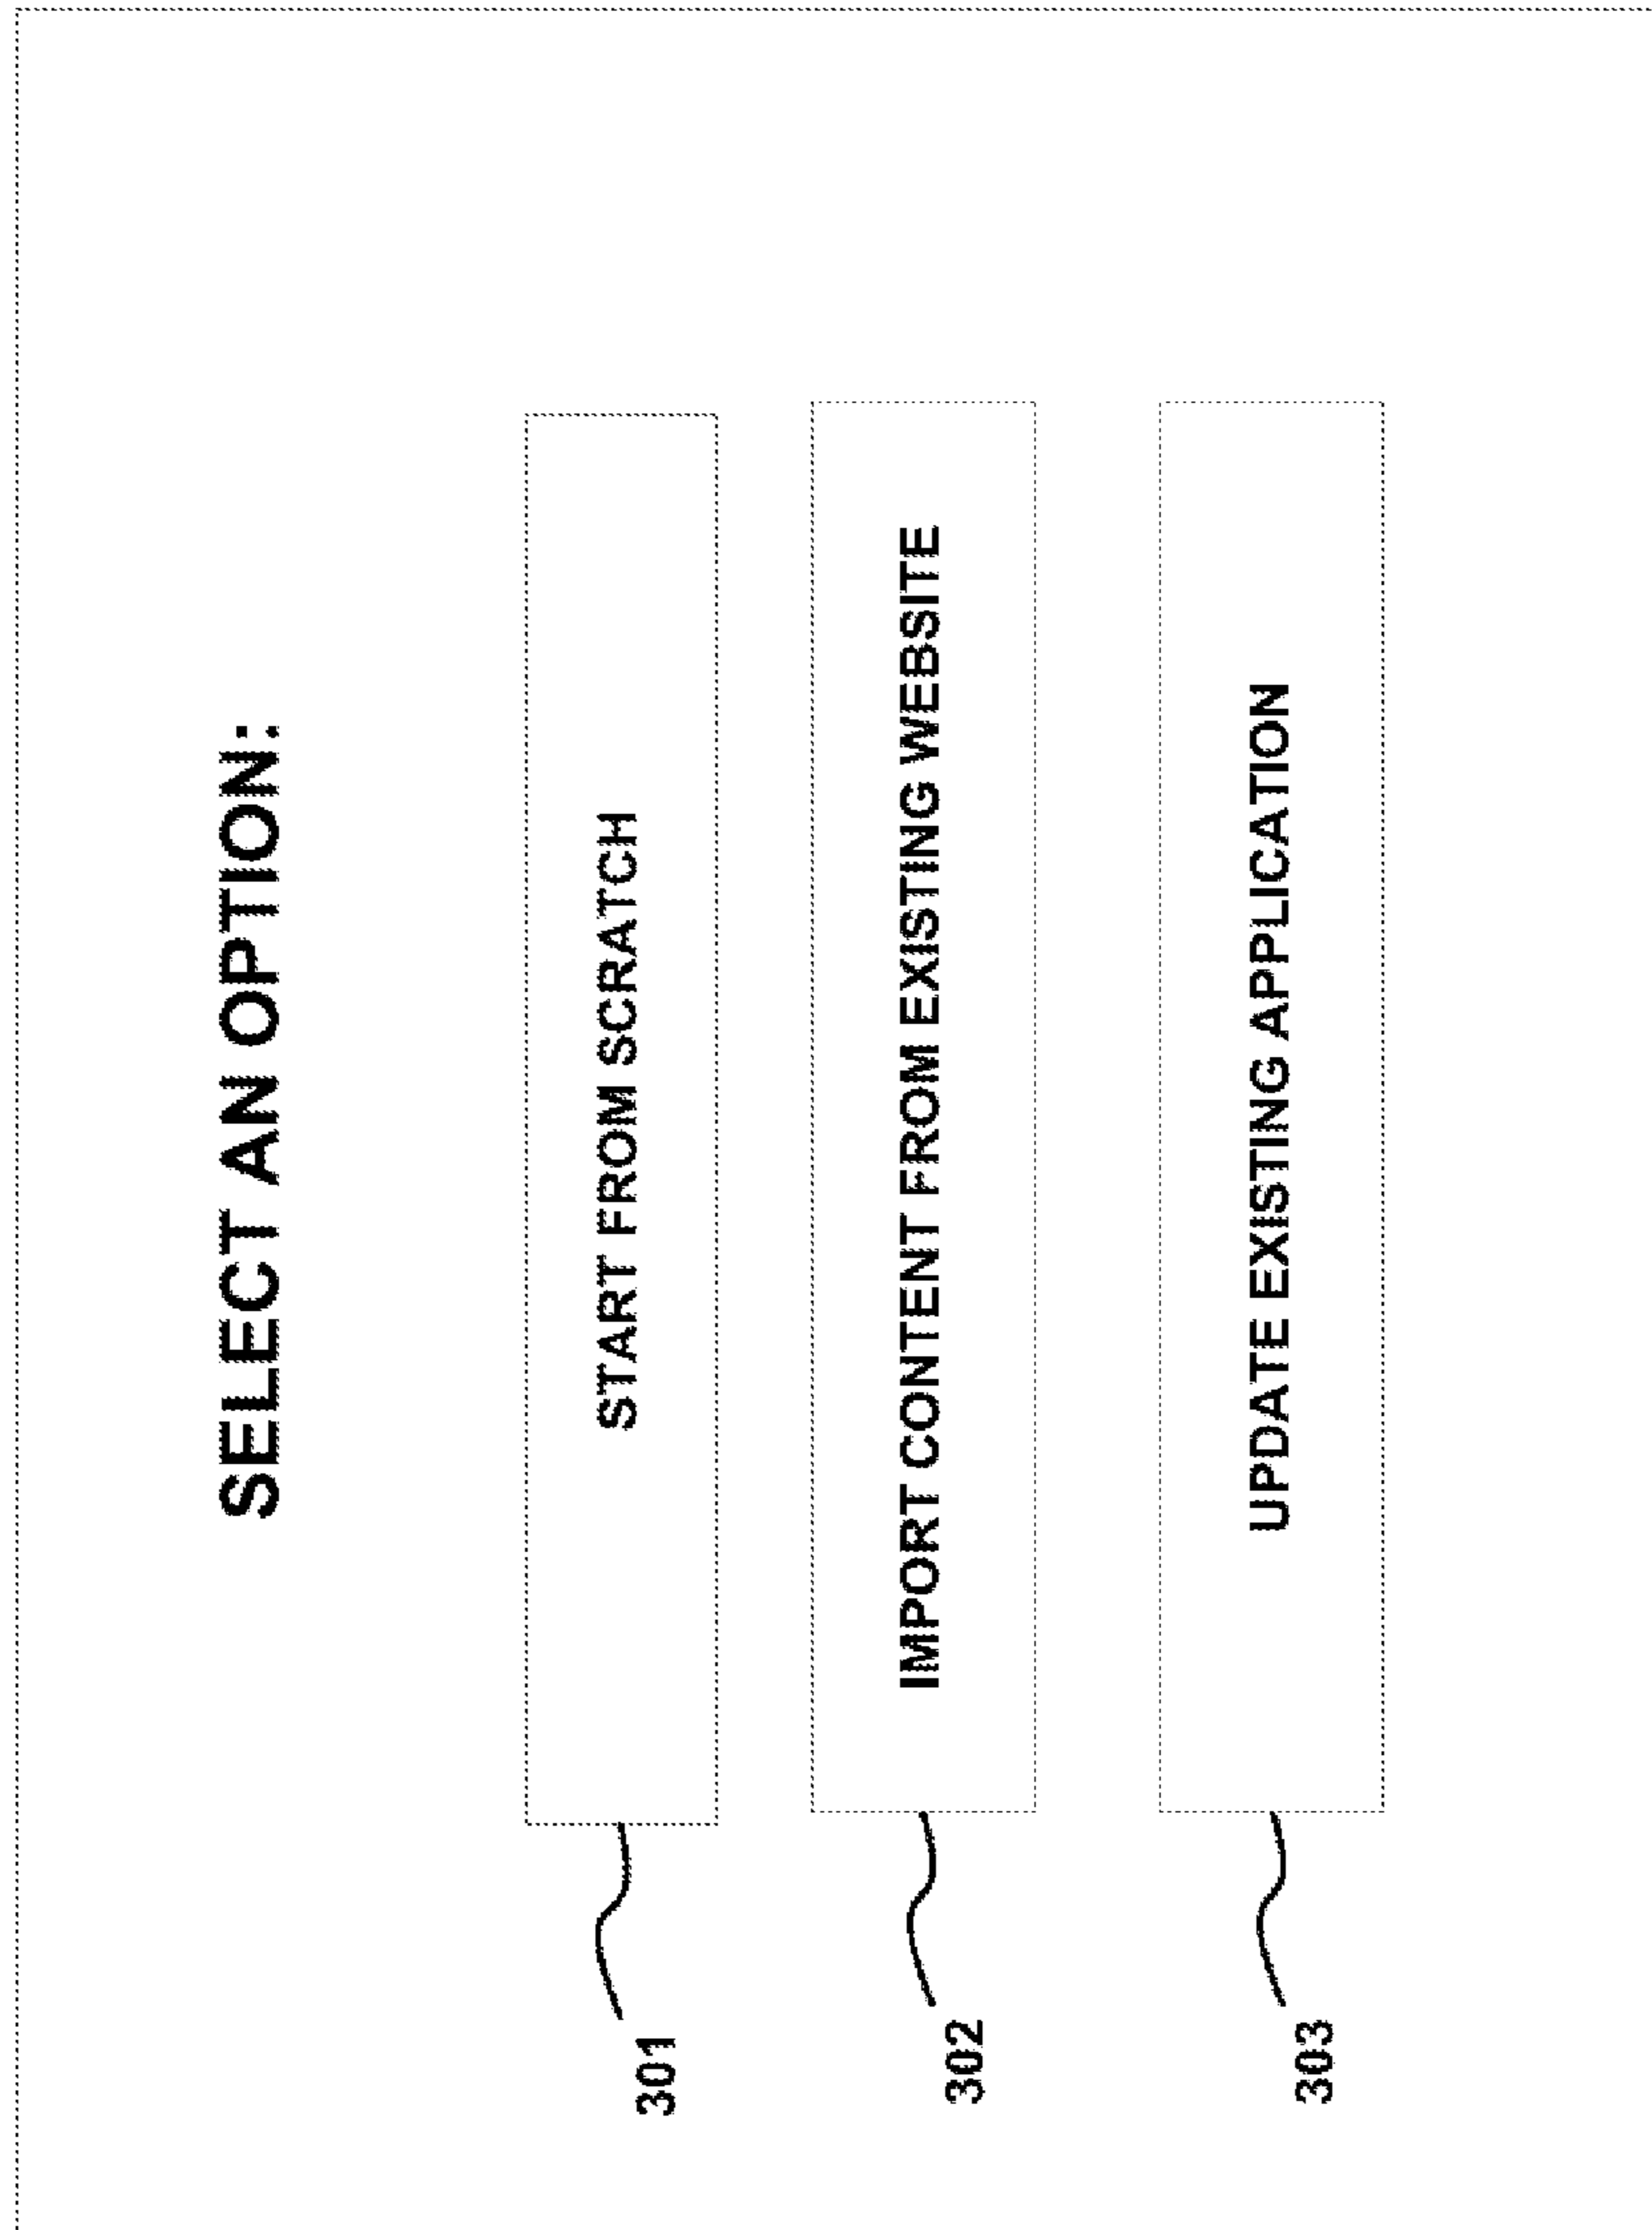 SELECT AN OPTION:
301
START FROM SCRATCH
302
IMPORT CONTENT FROM EXISTING WEBSITE
303
UPDATE EXISTING APPLICATION